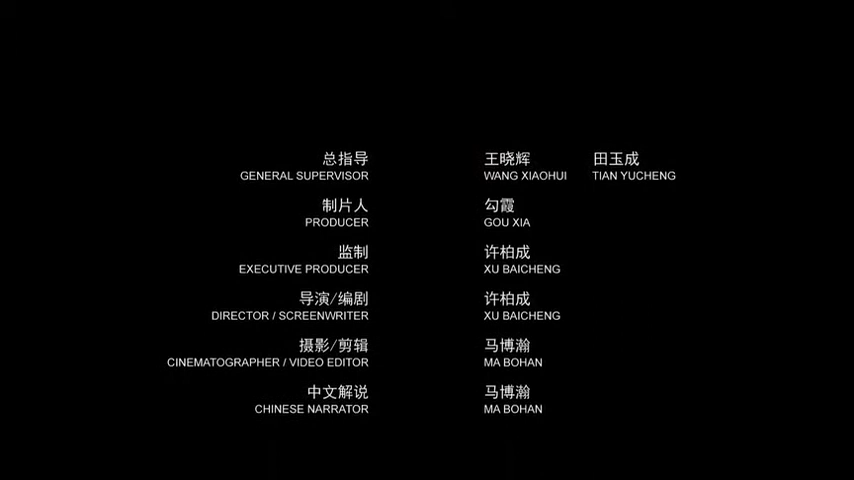 总指导 王晓辉 田玉成
GENERAL SUPERVISOR WANG XIAOHUI TIAN YUCHENG
制片人 勾霞
PRODUCER GOU XIA
监制 许柏成
EXECUTIVE PRODUCER XU BAICHENG
导演/编剧 许柏成
DIRECTOR / SCREENWRITER XU BAICHENG
摄影/剪辑 马博瀚
CINEMATOGRAPHER / VIDEO EDITOR MA BOHAN
中文解说 马博瀚
CHINESE NARRATOR MA BOHAN